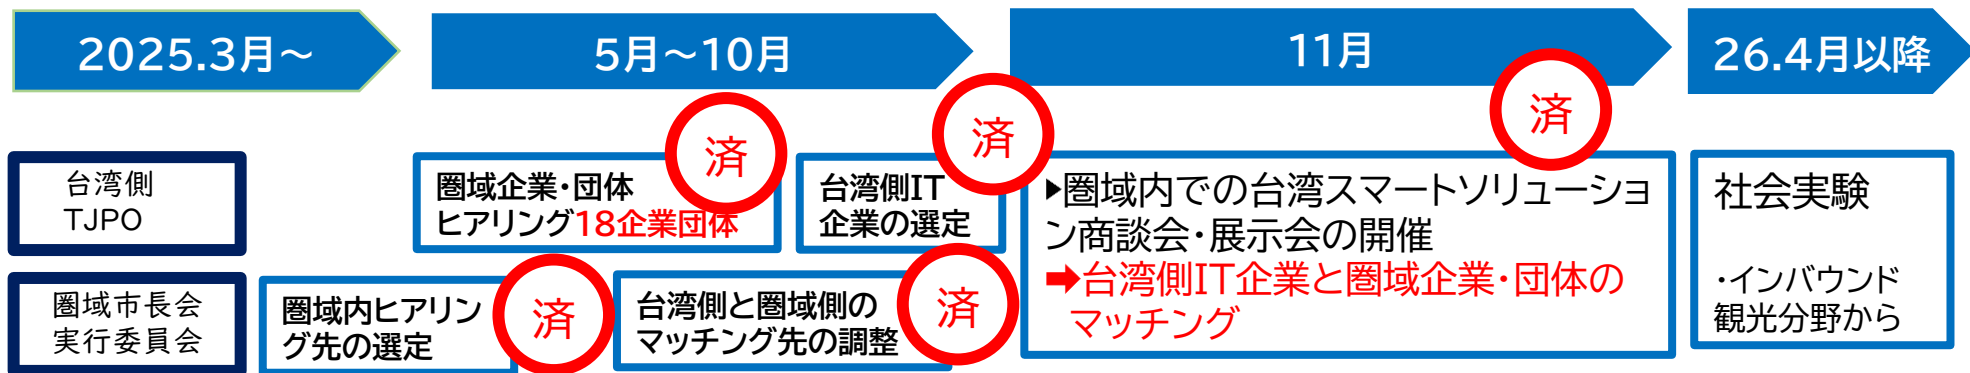 2025.3月～
5月～10月
11月
26.4月以降
台湾側
TJPO
圏域企業・団体
ヒアリング18企業団体
済
台湾側IT
企業の選定
済
▶圏域内での台湾スマートソリューショ
ン商談会・展示会の開催
➡台湾側IT企業と圏域企業・団体の
マッチング
済
社会実験
・インバウンド
観光分野から
圏域市長会
実行委員会
圏域内ヒアリン
グ先の選定
済
台湾側と圏域側の
マッチング先の調整
済